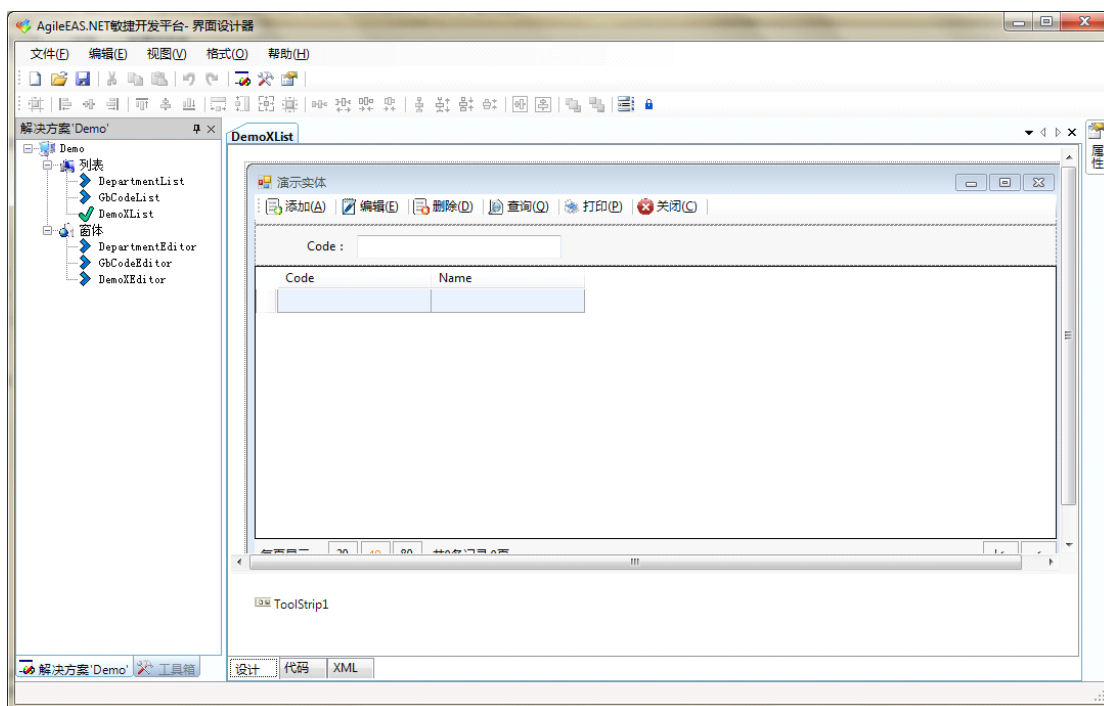 AgileEAS.NET敏捷开发平台- 界面设计器
文件(F) 编辑(E) 视图(V) 格式(O) 帮助(H)
解决方案'Demo'
Demo
列表
DepartmentList
GbCodeList
DemoXList
窗体
DepartmentEditor
GbCodeEditor
DemoXEditor
解决方案'Demo' 工具箱
DemoXList
演示实体
添加(A) 编辑(E) 删除(D) 查询(Q) 打印(P) 关闭(C)
Code :
Code Name
ToolStrip1
设计 代码 XML
属性